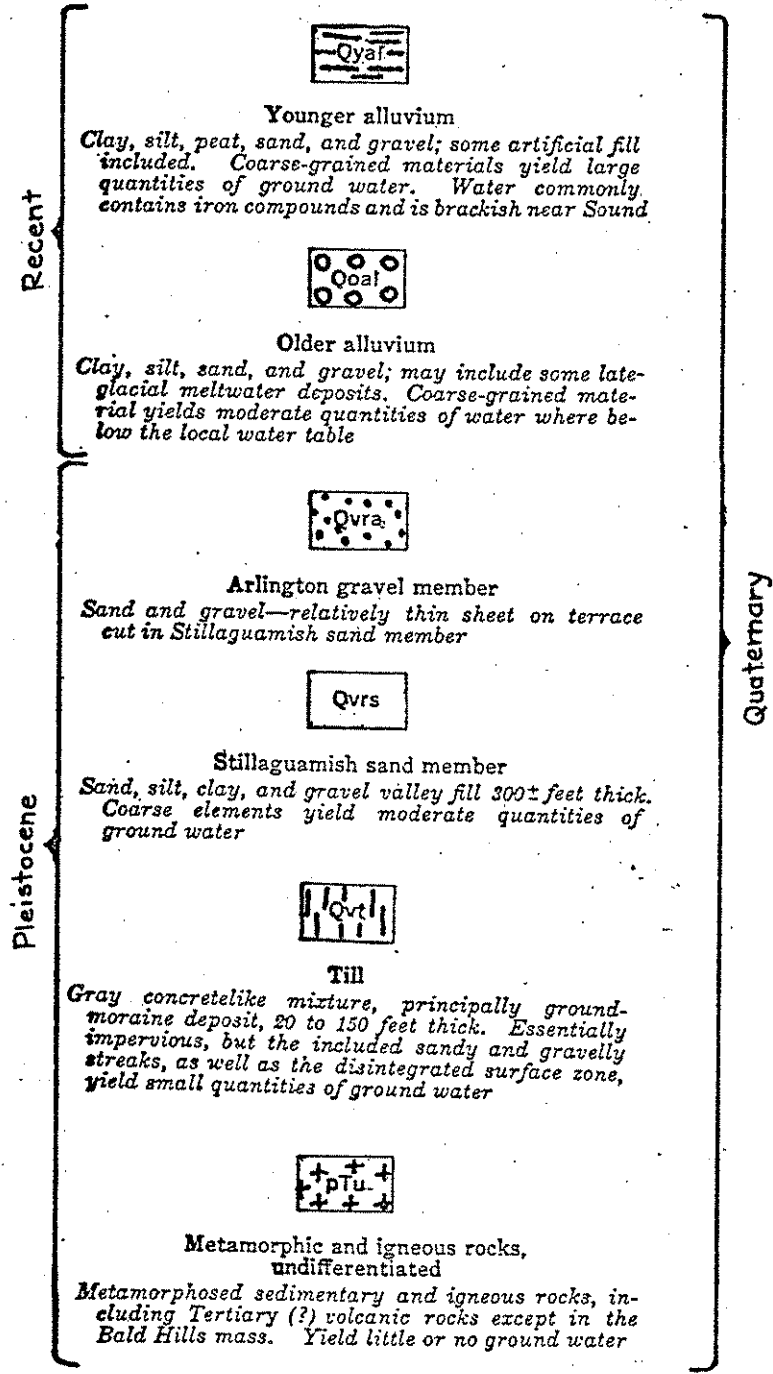 Qyal
Younger alluvium
Clay, silt, peat, sand, and gravel; some artificial fill
included. Coarse-grained materials yield large
quantities of ground water. Water commonly
contains iron compounds and is brackish near Sound
Recent
Qoal
Older alluvium
Clay, silt, sand, and gravel; may include some late-
glacial meltwater deposits. Coarse-grained mate-
rial yields moderate quantities of water where be-
low the local water table
Qvra
Arlington gravel member
Sand and gravel—relatively thin sheet on terrace
cut in Stillaguamish sand member
Quaternary
Qvrs
Stillaguamish sand member
Sand, silt, clay, and gravel valley fill 300± feet thick.
Coarse elements yield moderate quantities of
ground water
Pleistocene
Qvt
Till
Gray concretelike mixture, principally ground-
moraine deposit, 20 to 150 feet thick. Essentially
impervious, but the included sandy and gravelly
streaks, as well as the disintegrated surface zone,
yield small quantities of ground water
pTu
Metamorphic and igneous rocks,
undifferentiated
Metamorphosed sedimentary and igneous rocks, in-
cluding Tertiary (?) volcanic rocks except in the
Bald Hills mass. Yield little or no ground water